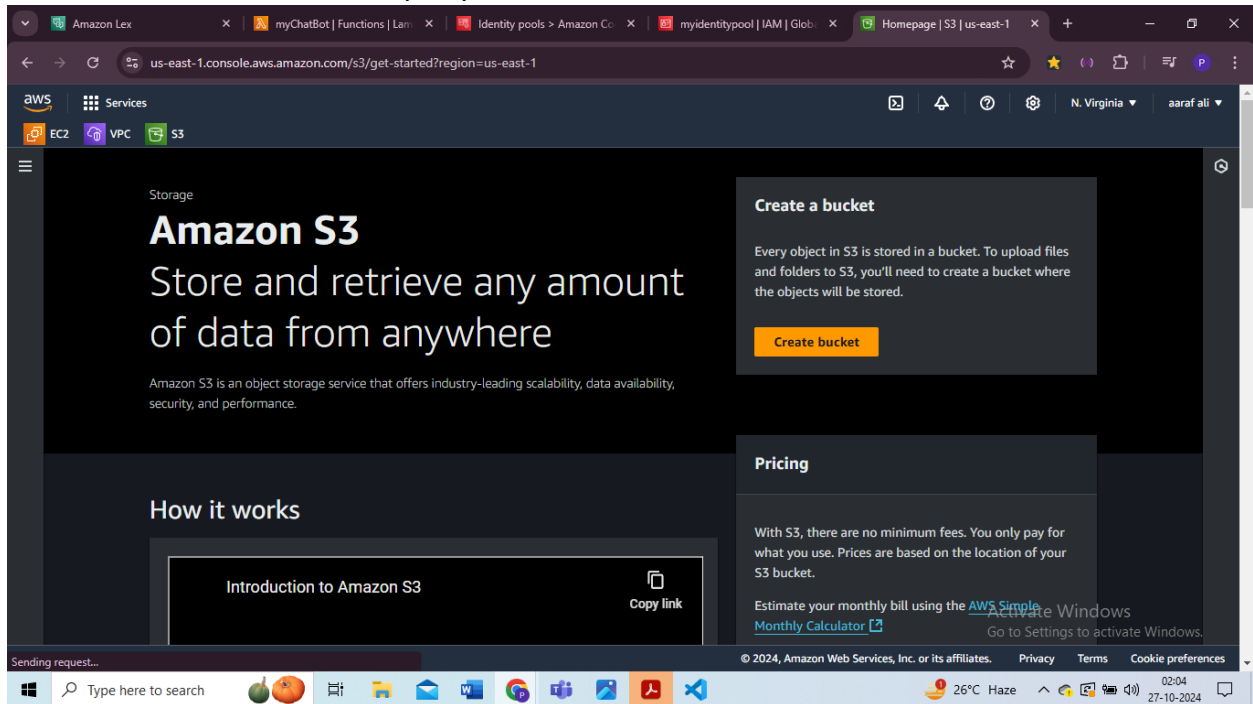 Amazon Lex
myChatBot | Functions | Lam
Identity pools > Amazon Co
myidentitypool | IAM | Globa
Homepage | S3 | us-east-1
us-east-1.console.aws.amazon.com/s3/get-started?region=us-east-1
P
aws
Services
N. Virginia
aaraf ali
EC2
VPC
S3
Storage
Amazon S3
Store and retrieve any amount
of data from anywhere
Amazon S3 is an object storage service that offers industry-leading scalability, data availability,
security, and performance.
Create a bucket
Every object in S3 is stored in a bucket. To upload files
and folders to S3, you'll need to create a bucket where
the objects will be stored.
Create bucket
How it works
Introduction to Amazon S3
Copy link
Pricing
With S3, there are no minimum fees. You only pay for
what you use. Prices are based on the location of your
S3 bucket.
Estimate your monthly bill using the AWS Simple
Monthly Calculator
Activate Windows
Go to Settings to activate Windows.
Sending request...
© 2024, Amazon Web Services, Inc. or its affiliates.
Privacy
Terms
Cookie preferences
Type here to search
26°C Haze
02:04
27-10-2024